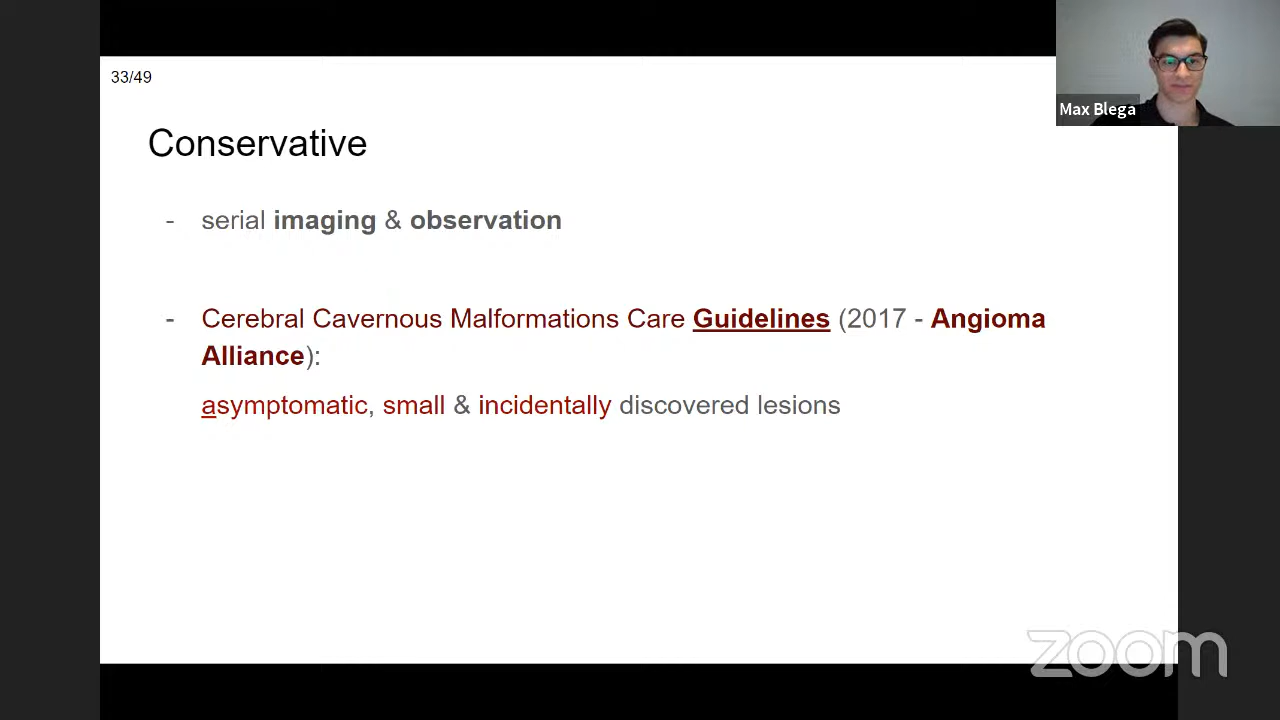 33/49
Max Blega
Conservative
- serial imaging & observation
- Cerebral Cavernous Malformations Care Guidelines (2017 - Angioma
Alliance):
asymptomatic, small & incidentally discovered lesions
zoom